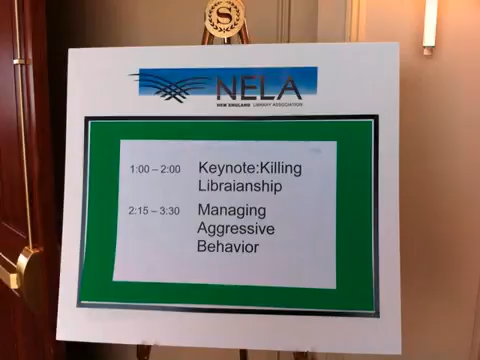 S
NELA
NEW ENGLAND LIBRARY ASSOCIATION
1:00 – 2:00 Keynote:Killing
Libraianship
2:15 – 3:30 Managing
Aggressive
Behavior